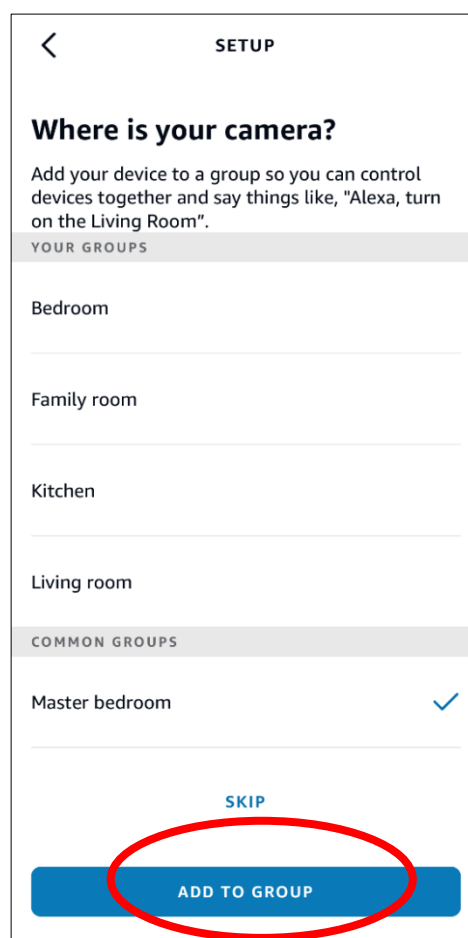 SETUP
Where is your camera?
Add your device to a group so you can control
devices together and say things like, "Alexa, turn
on the Living Room”.
YOUR GROUPS
Bedroom
Family room
Kitchen
Living room
COMMON GROUPS
Master bedroom
SKIP
ADD TO GROUP